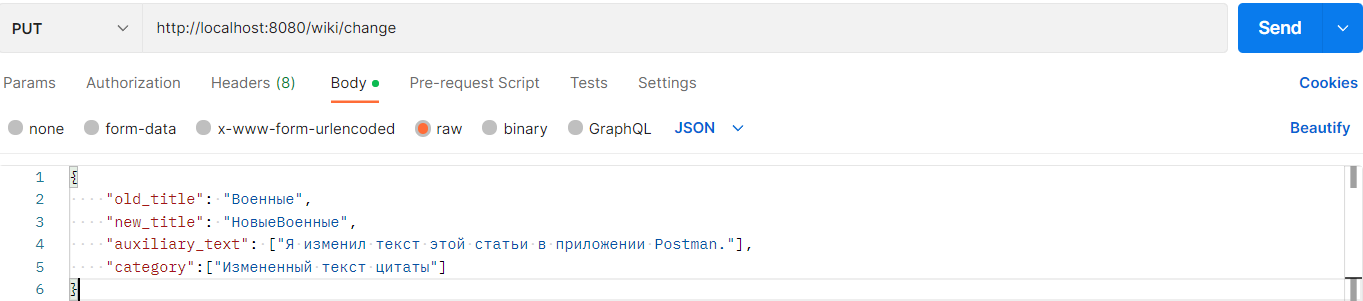 PUT http://localhost:8080/wiki/change Send
Params Authorization Headers (8) Body Pre-request Script Tests Settings Cookies
none form-data x-www-form-urlencoded raw binary GraphQL JSON Beautify
1 {
2 "old_title": "Военные",
3 "new_title": "НовыеВоенные",
4 "auxiliary_text": ["Я изменил текст этой статьи в приложении Postman."],
5 "category":["Измененный текст цитаты"]
6 }